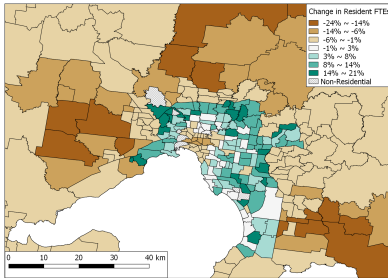 Change in Resident FTEs
-24% ~ -14%
-14% ~ -6%
-6% ~ -1%
-1% ~ 3%
3% ~ 8%
8% ~ 14%
14% ~ 21%
Non-Residential
0 10 20 30 40 km